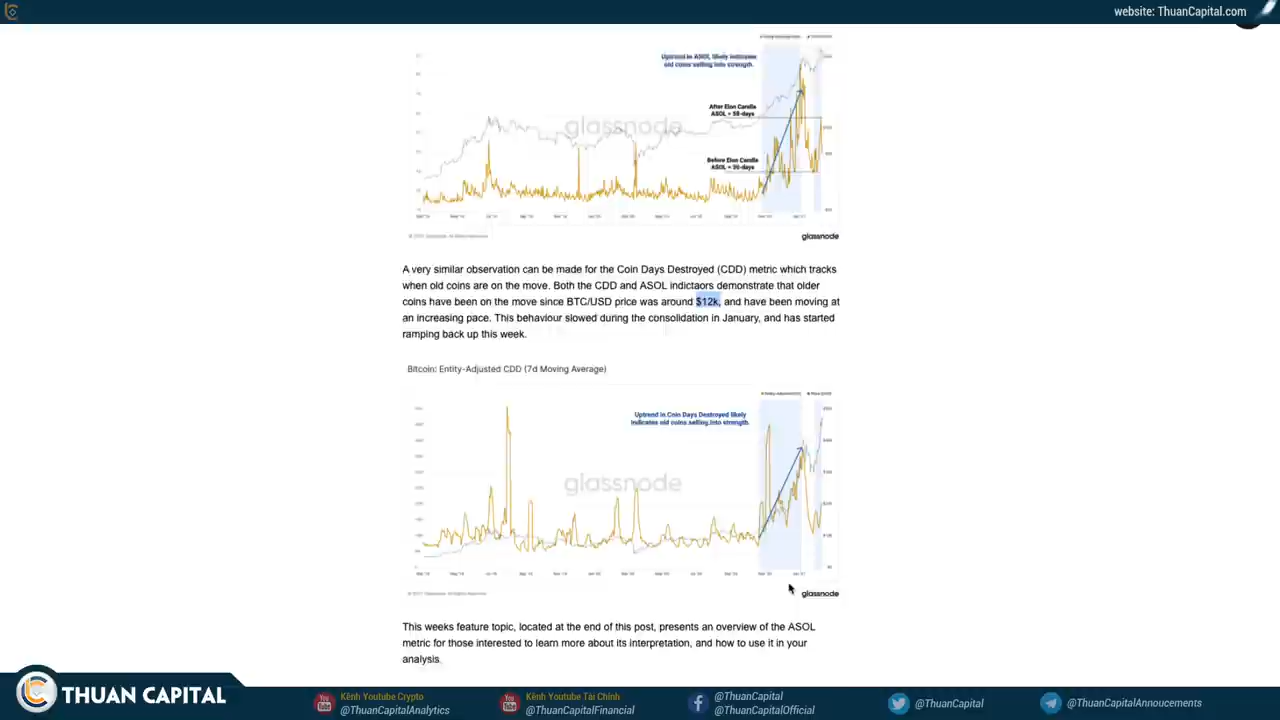 website: ThuanCapital.com
Uptrend in ASOL, likely indicates
old coins selling into strength.
After Elon Candle
ASOL = 58-days
glassnode
Before Elon Candle
ASOL = 30-days
glassnode
A very similar observation can be made for the Coin Days Destroyed (CDD) metric which tracks
when old coins are on the move. Both the CDD and ASOL indictaors demonstrate that older
coins have been on the move since BTC/USD price was around $12k, and have been moving at
an increasing pace. This behaviour slowed during the consolidation in January, and has started
ramping back up this week.
Bitcoin: Entity-Adjusted CDD (7d Moving Average)
Uptrend in Coin Days Destroyed likely
indicates old coins selling into strength.
glassnode
glassnode
This weeks feature topic, located at the end of this post, presents an overview of the ASOL
metric for those interested to learn more about its interpretation, and how to use it in your
analysis.
THUAN CAPITAL
Kênh Youtube Crypto
@ThuanCapitalAnalytics
Kênh Youtube Tài Chính
@ThuanCapitalFinancial
@ThuanCapital
@ThuanCapitalOfficial
@ThuanCapital
@ThuanCapitalAnnoucements